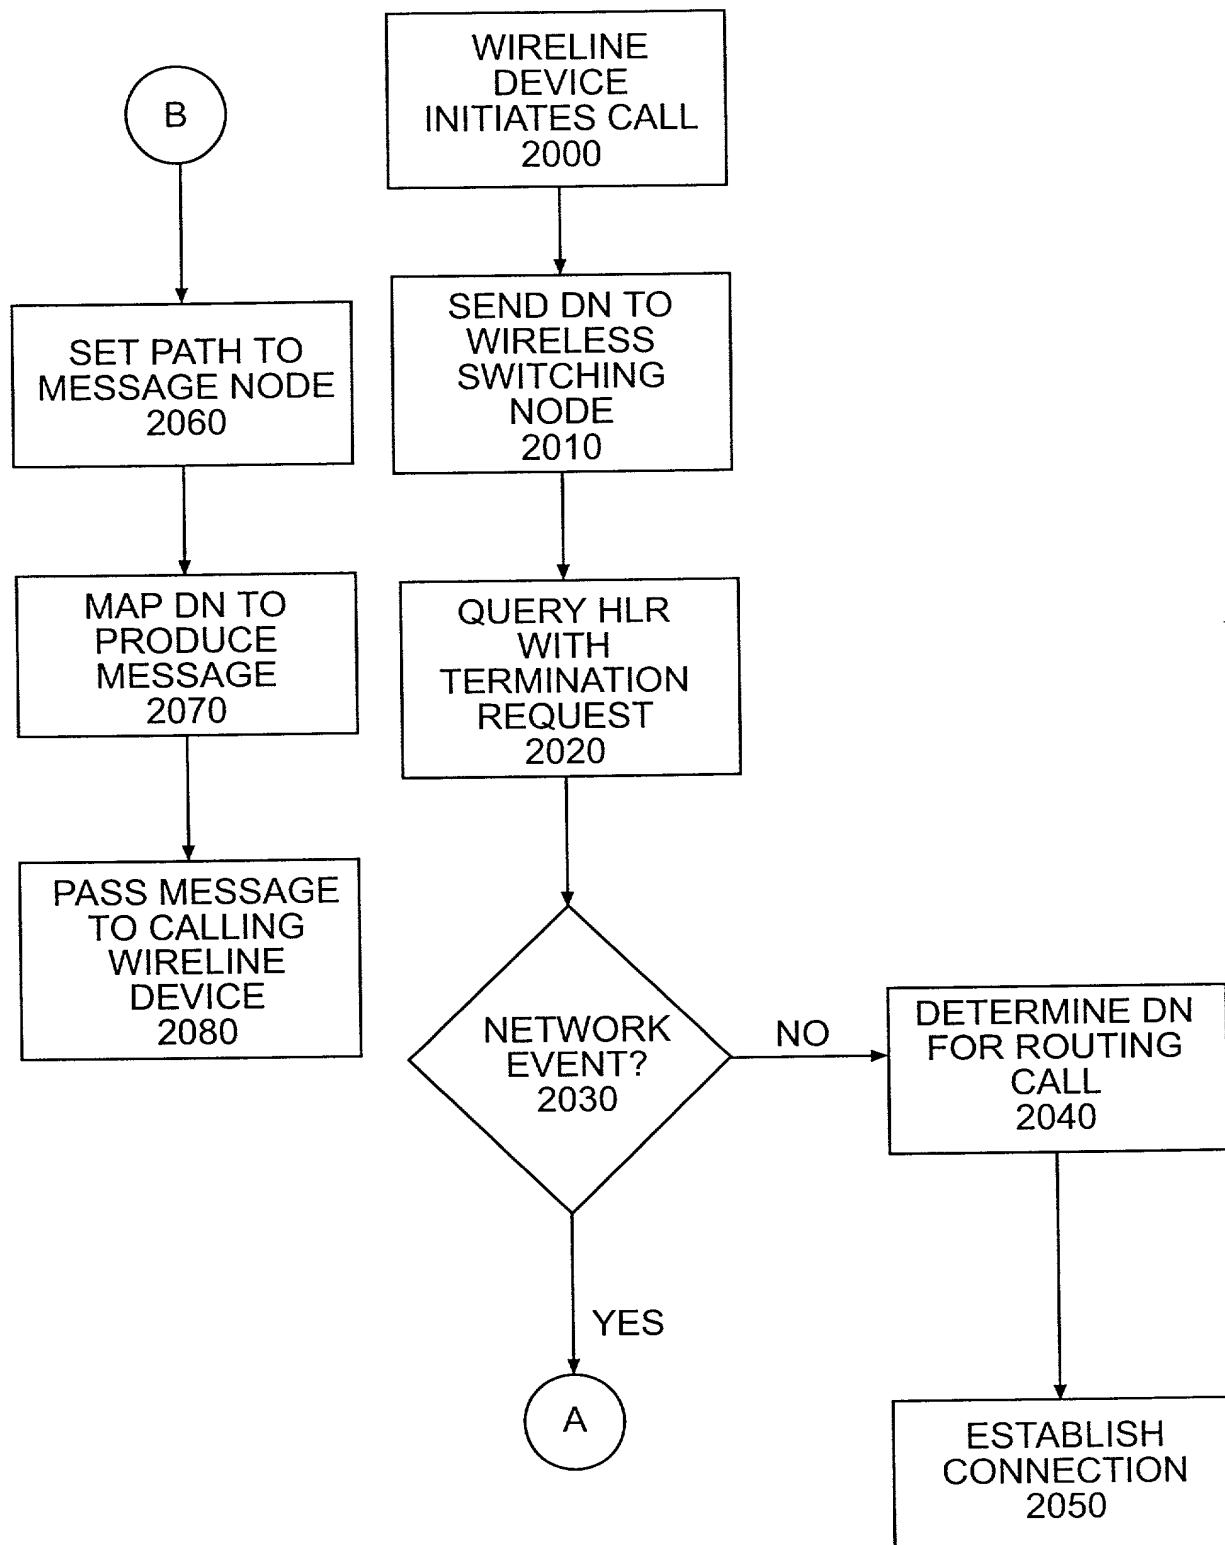 B
SET PATH TO
MESSAGE NODE
2060
MAP DN TO
PRODUCE
MESSAGE
2070
PASS MESSAGE
TO CALLING
WIRELINE
DEVICE
2080
WIRELINE
DEVICE
INITIATES CALL
2000
SEND DN TO
WIRELESS
SWITCHING
NODE
2010
QUERY HLR
WITH
TERMINATION
REQUEST
2020
NETWORK
EVENT?
2030
NO
YES
A
DETERMINE DN
FOR ROUTING
CALL
2040
ESTABLISH
CONNECTION
2050